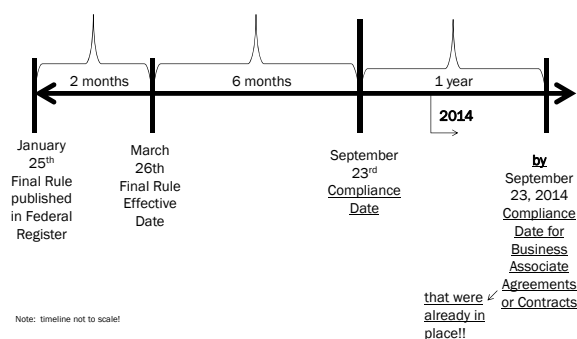 2 months
6 months
1 year
2014
January
25th
Final Rule
published
in Federal
Register
March
26th
Final Rule
Effective
Date
September
23rd
Compliance
Date
by
September
23, 2014
Compliance
Date for
Business
Associate
Agreements
or Contracts
that were
already in
place!!
Note: timeline not to scale!